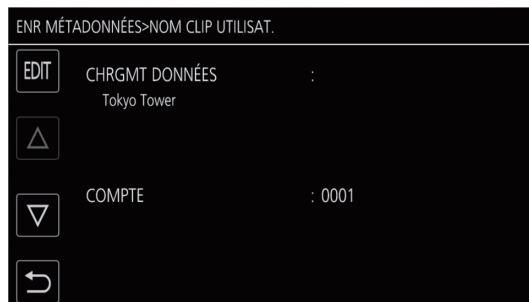 ENR MÉTADONNÉES>NOM CLIP UTILISAT.
EDIT
CHRGMT DONNÉES :
Tokyo Tower
COMPTE : 0001